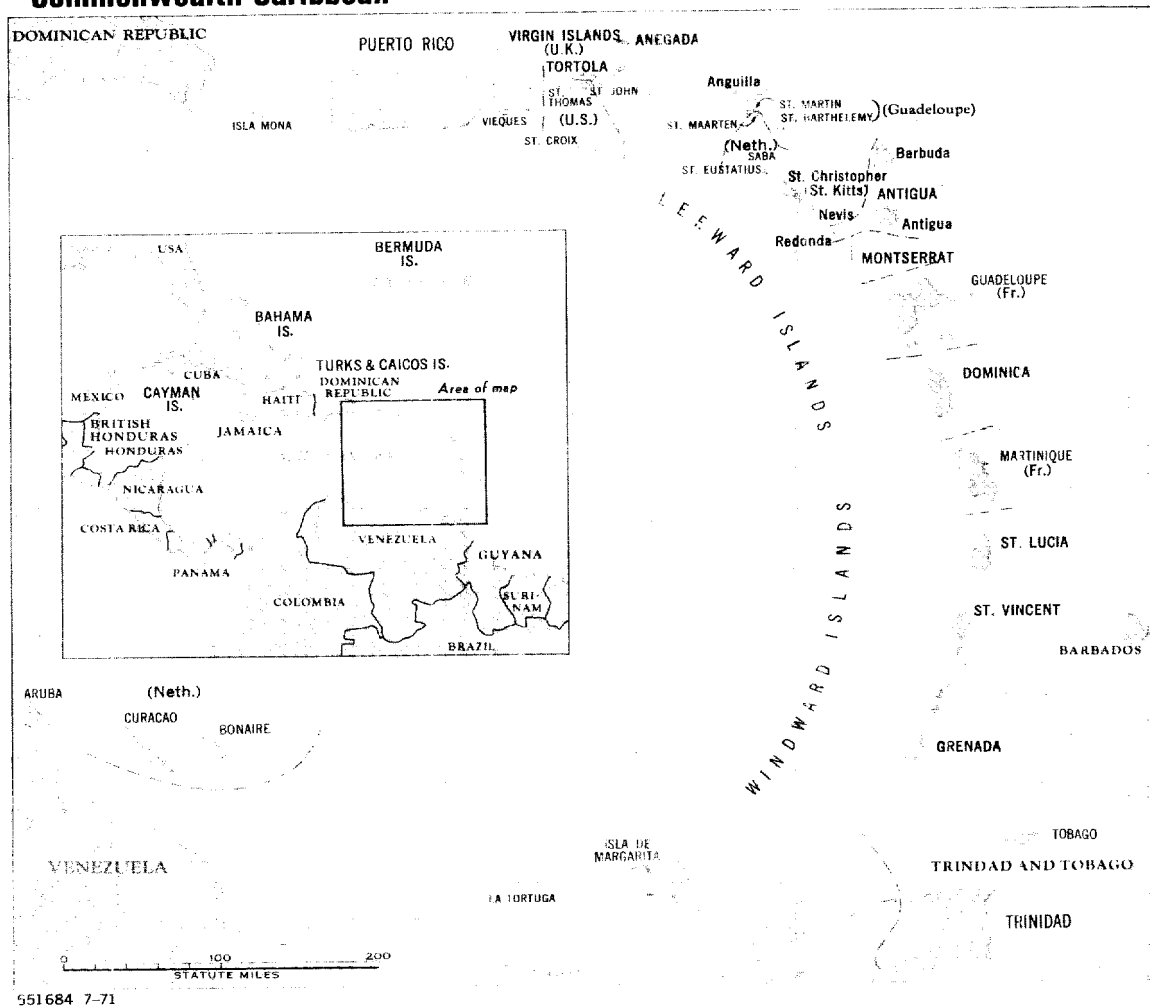 Commonwealth Caribbean
DOMINICAN REPUBLIC
PUERTO RICO
VIRGIN ISLANDS
(U.K.)
ANEGADA
TORTOLA
ST.
THOMAS
ST JOHN
(U.S.)
ISLA MONA
VIEQUES
ST. CROIX
Anguilla
ST. MARTIN
ST. BARTHELEMY
(Guadeloupe)
ST. MAARTEN
(Neth.)
SABA
ST. EUSTATIUS
Barbuda
St. Christopher
(St. Kitts)
ANTIGUA
Nevis
Antigua
Redonda
MONTSERRAT
LEEWARD ISLANDS
GUADELOUPE
(Fr.)
DOMINICA
MARTINIQUE
(Fr.)
WINDWARD ISLANDS
ST. LUCIA
ST. VINCENT
BARBADOS
GRENADA
USA
BERMUDA
IS.
BAHAMA
IS.
TURKS & CAICOS IS.
CUBA
DOMINICAN
REPUBLIC
Area of map
MEXICO
CAYMAN
IS.
HAITI
BRITISH
HONDURAS
JAMAICA
HONDURAS
NICARAGUA
COSTA RICA
VENEZUELA
GUYANA
PANAMA
COLOMBIA
SURI-
NAM
BRAZIL
ARUBA
(Neth.)
CURACAO
BONAIRE
VENEZUELA
ISLA DE
MARGARITA
LA TORTUGA
TOBAGO
TRINIDAD AND TOBAGO
TRINIDAD
0 100 200
STATUTE MILES
551684 7-71